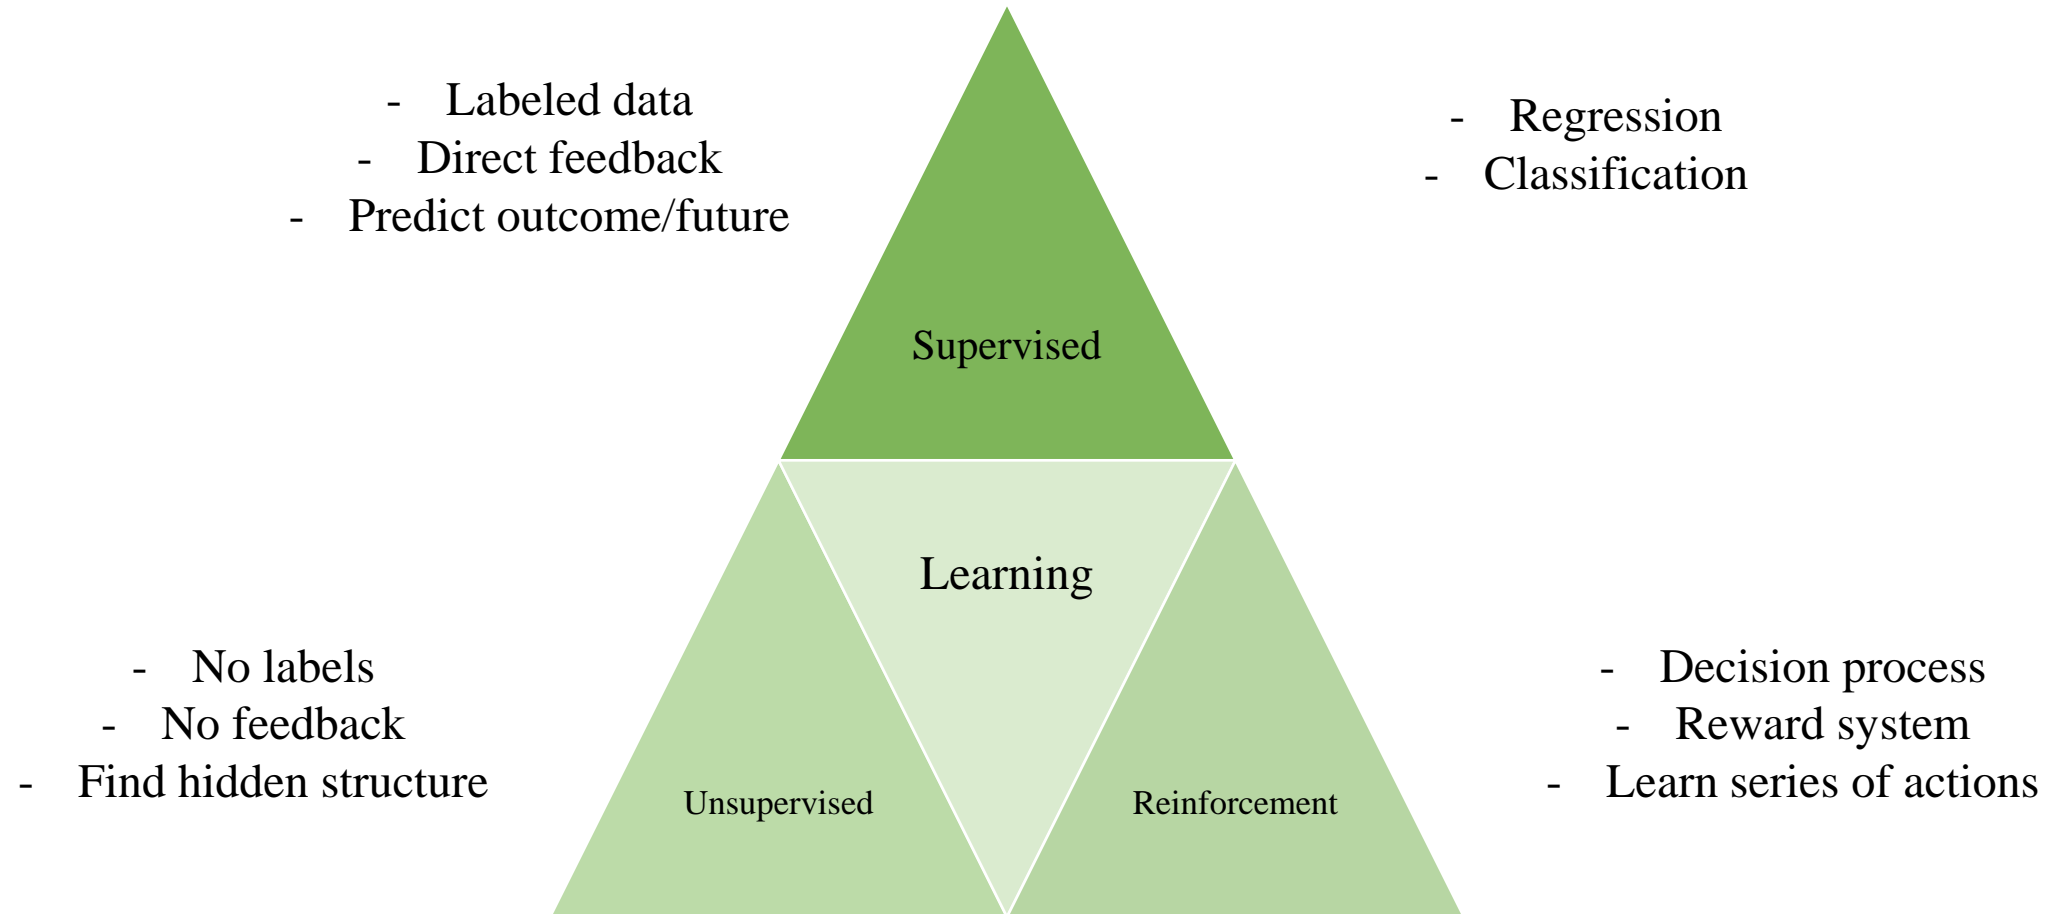 - Labeled data
- Direct feedback
- Predict outcome/future
- Regression
- Classification
Supervised
Learning
- No labels
- No feedback
- Find hidden structure
Unsupervised
Reinforcement
- Decision process
- Reward system
- Learn series of actions